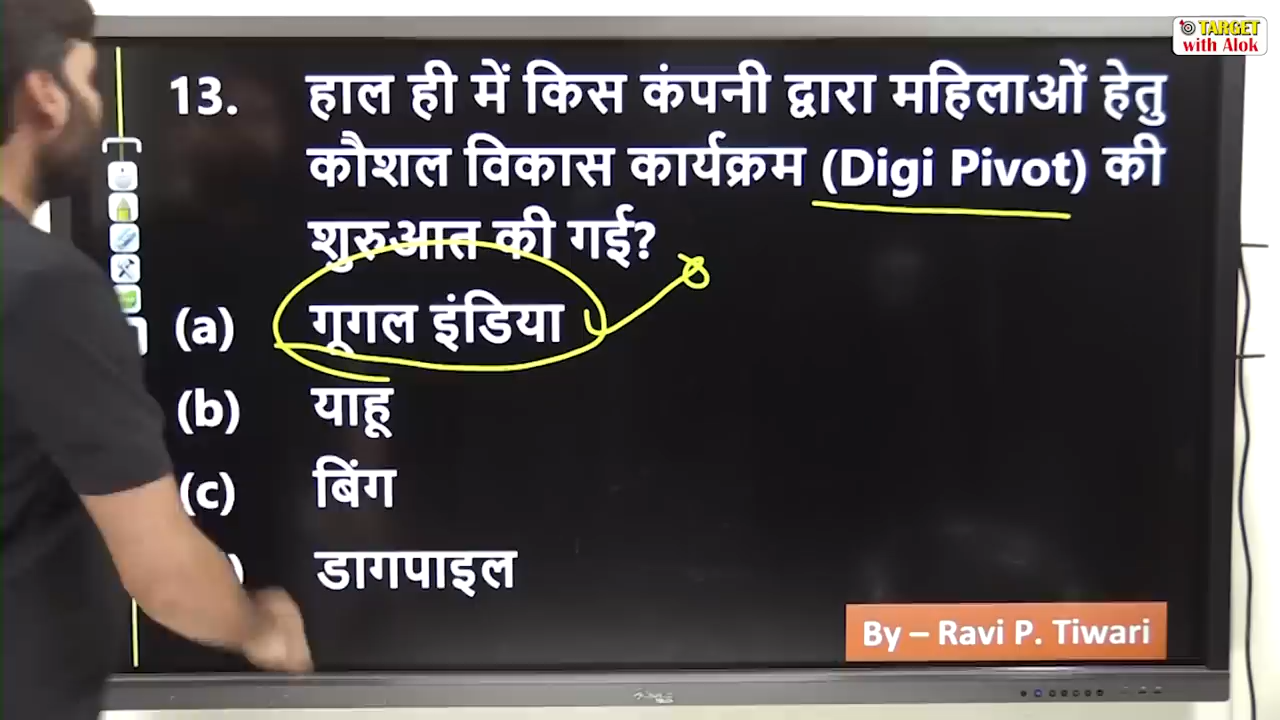 TARGET
with Alok
13. हाल ही में किस कंपनी द्वारा महिलाओं हेतु
कौशल विकास कार्यक्रम (Digi Pivot) की
शुरुआत की गई?
(a) गूगल इंडिया
(b) याहू
(c) बिंग
) डागपाइल
By – Ravi P. Tiwari